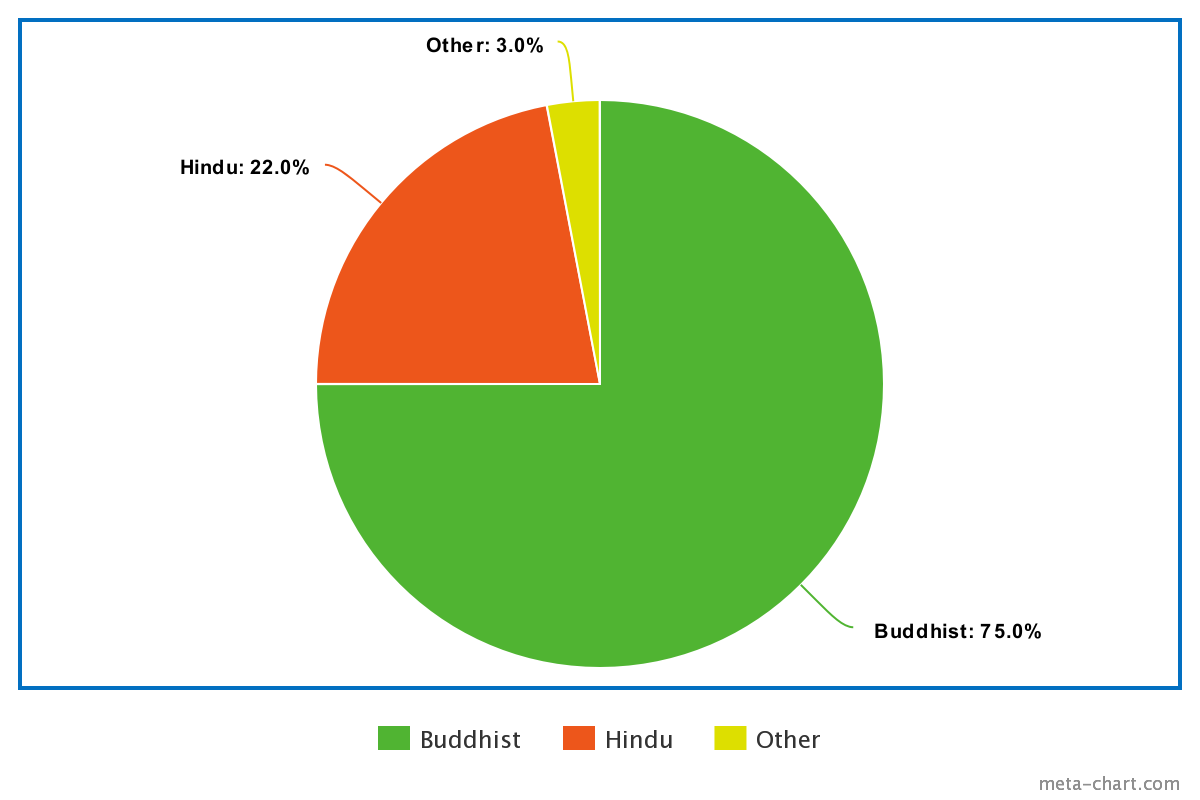 Other: 3.0%
Hindu: 22.0%
Buddhist: 75.0%
Buddhist
Hindu
Other
meta-chart.com